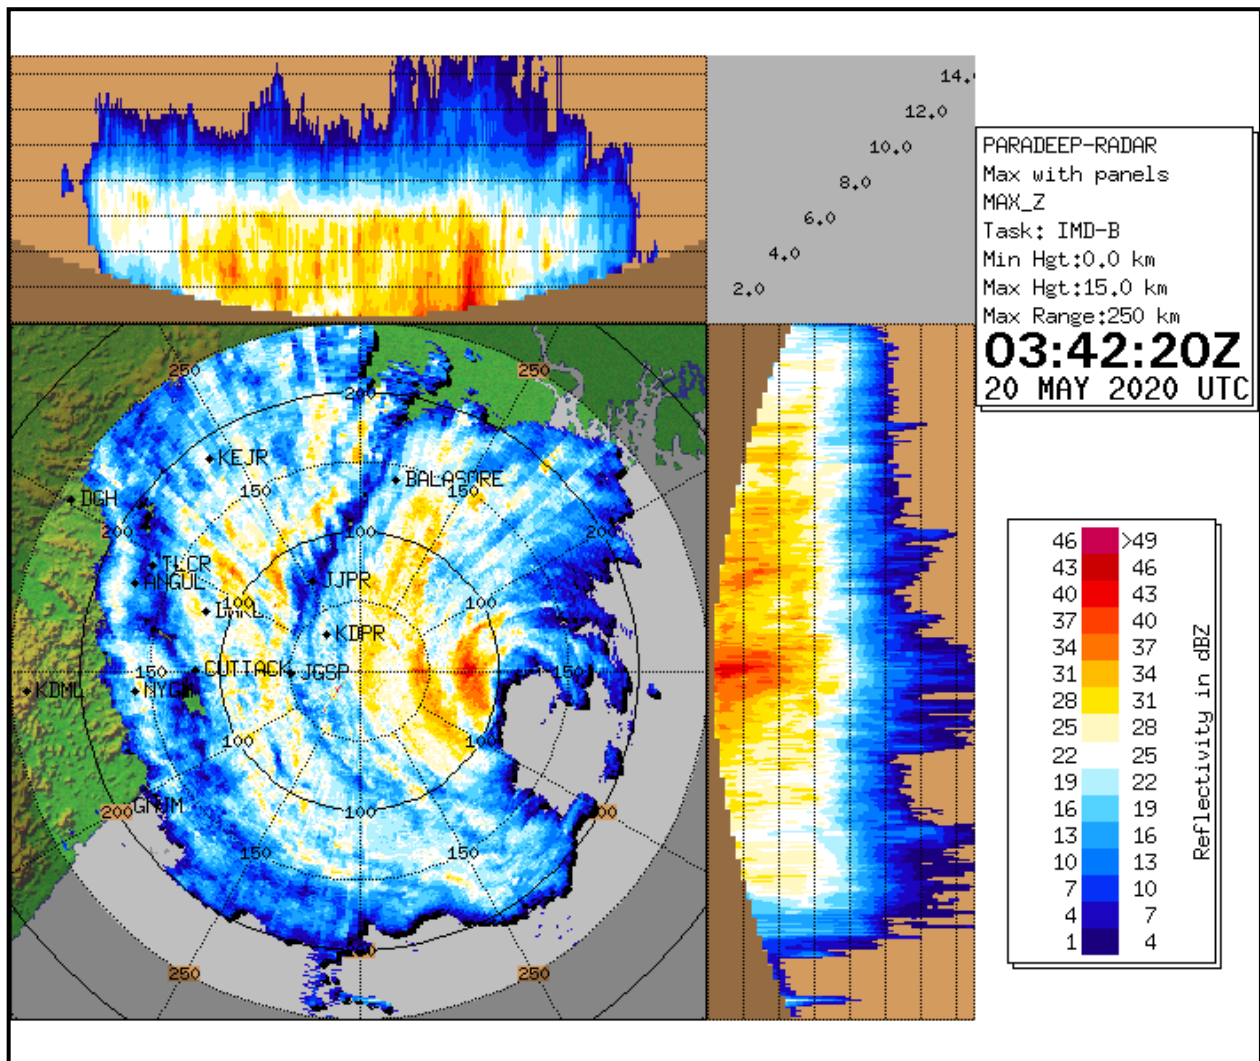 14.
12.0
10.0
8.0
6.0
4.0
2.0
PARADEEP-RADAR
Max with panels
MAX_Z
Task: IMD-B
Min Hgt:0.0 km
Max Hgt:15.0 km
Max Range:250 km
03:42:20Z
20 MAY 2020 UTC
250
250
200
KEJR
BALASORE
150
150
DGH
200
100
200
TLCR
ANGUL
JJPR
100
100
KDPR
CUTTACK
JGSP
150
150
KDML
NYGH
100
100
200
GNJM
100
200
150
150
250
250
46 >49
43 46
40 43
37 40
34 37
31 34
28 31
25 28
22 25
19 22
16 19
13 16
10 13
7 10
4 7
1 4
Reflectivity in dBZ